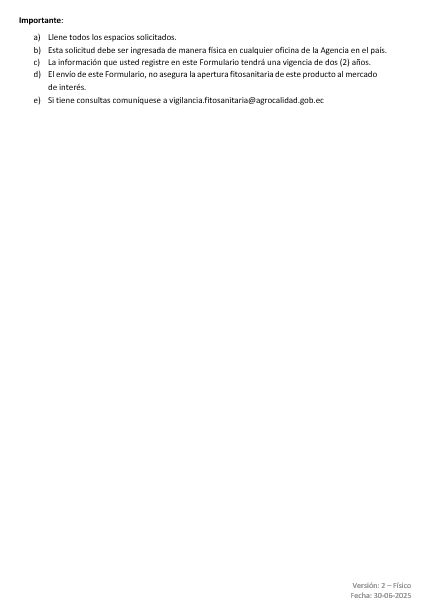 Importante:
a) Llene todos los espacios solicitados.
b) Esta solicitud debe ser ingresada de manera física en cualquier oficina de la Agencia en el país.
c) La información que usted registre en este Formulario tendrá una vigencia de dos (2) años.
d) El envío de este Formulario, no asegura la apertura fitosanitaria de este producto al mercado
de interés.
e) Si tiene consultas comuníquese a vigilancia.fitosanitaria@agrocalidad.gob.ec
Versión: 2 – Físico
Fecha: 30-06-2025